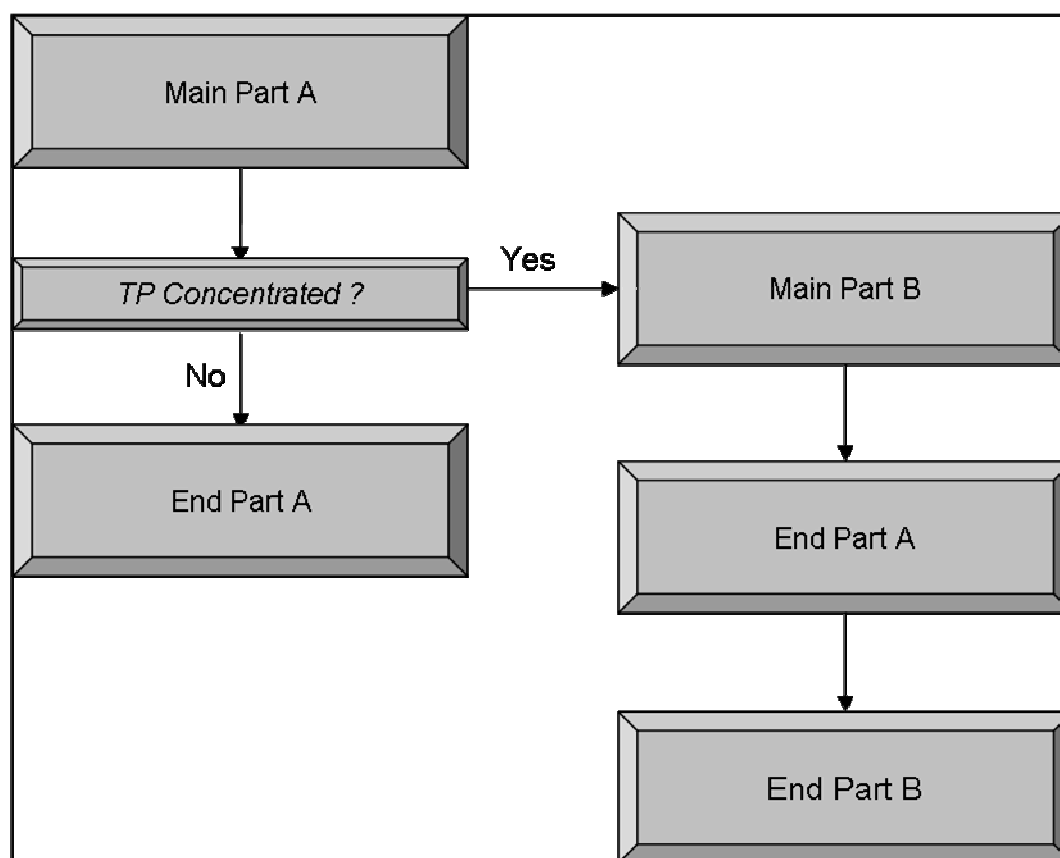 Main Part A
TP Concentrated ?
Yes
Main Part B
No
End Part A
End Part A
End Part B